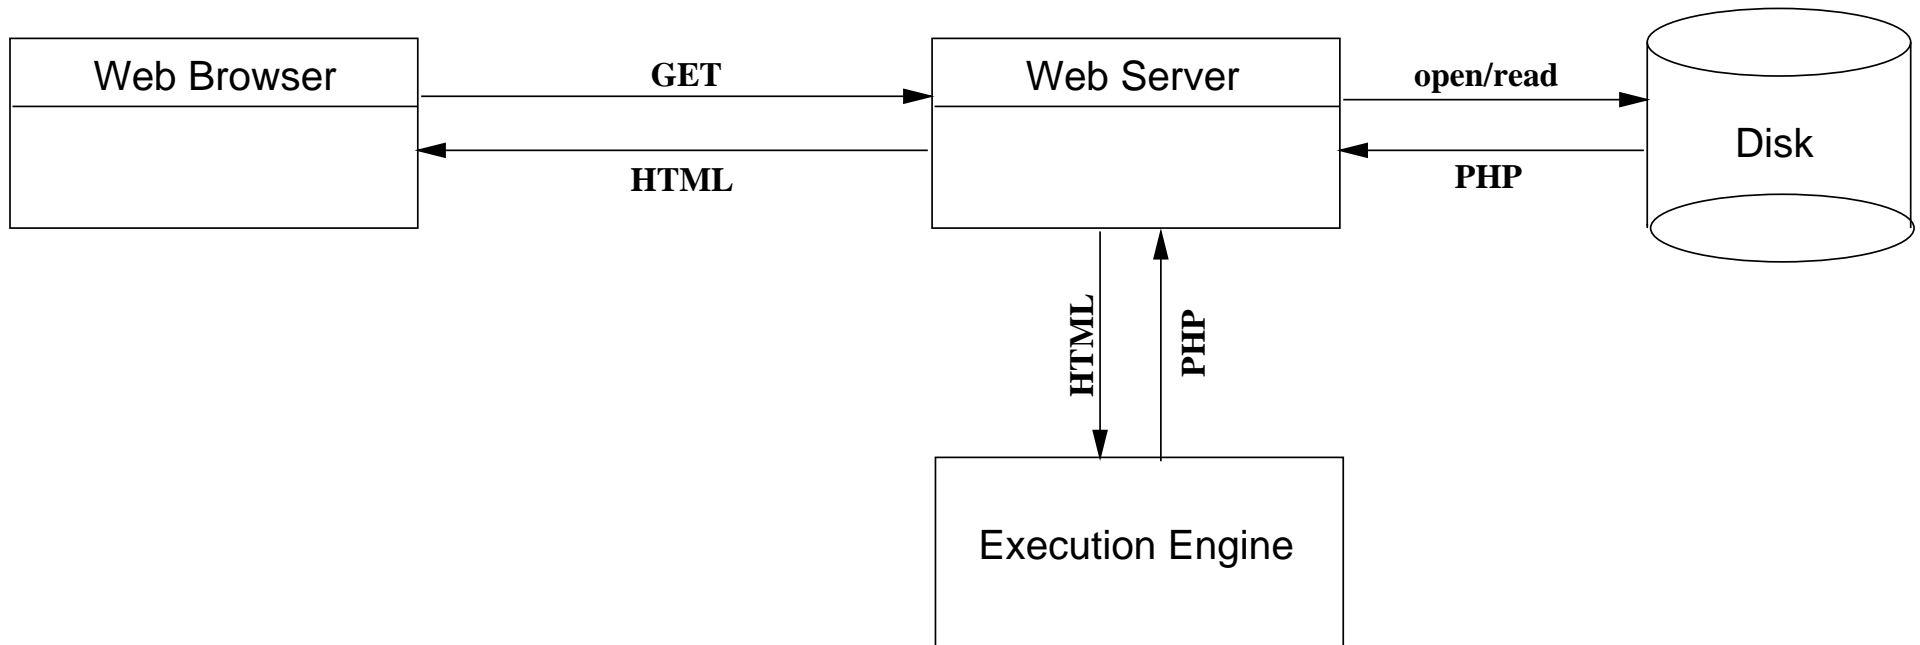 Web Browser
GET
HTML
Web Server
open/read
PHP
Disk
HTML
PHP
Execution Engine